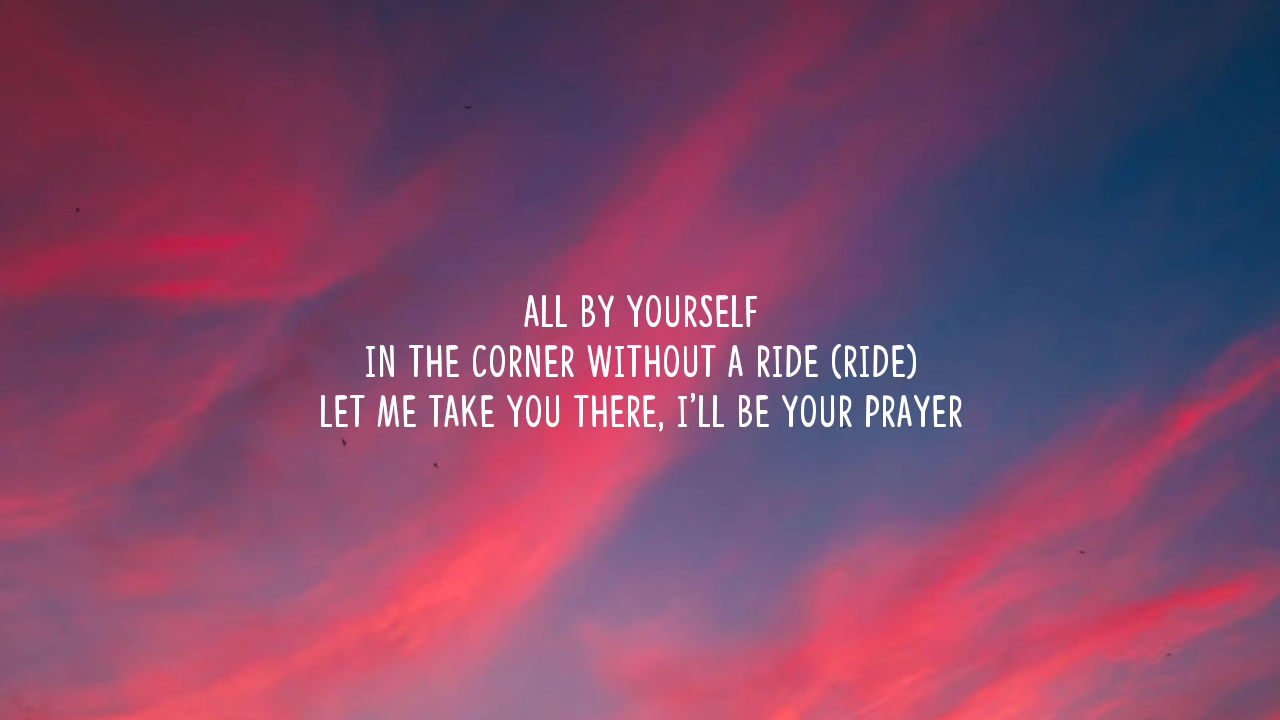 ALL BY YOURSELF
IN THE CORNER WITHOUT A RIDE (RIDE)
LET ME TAKE YOU THERE, I'LL BE YOUR PRAYER